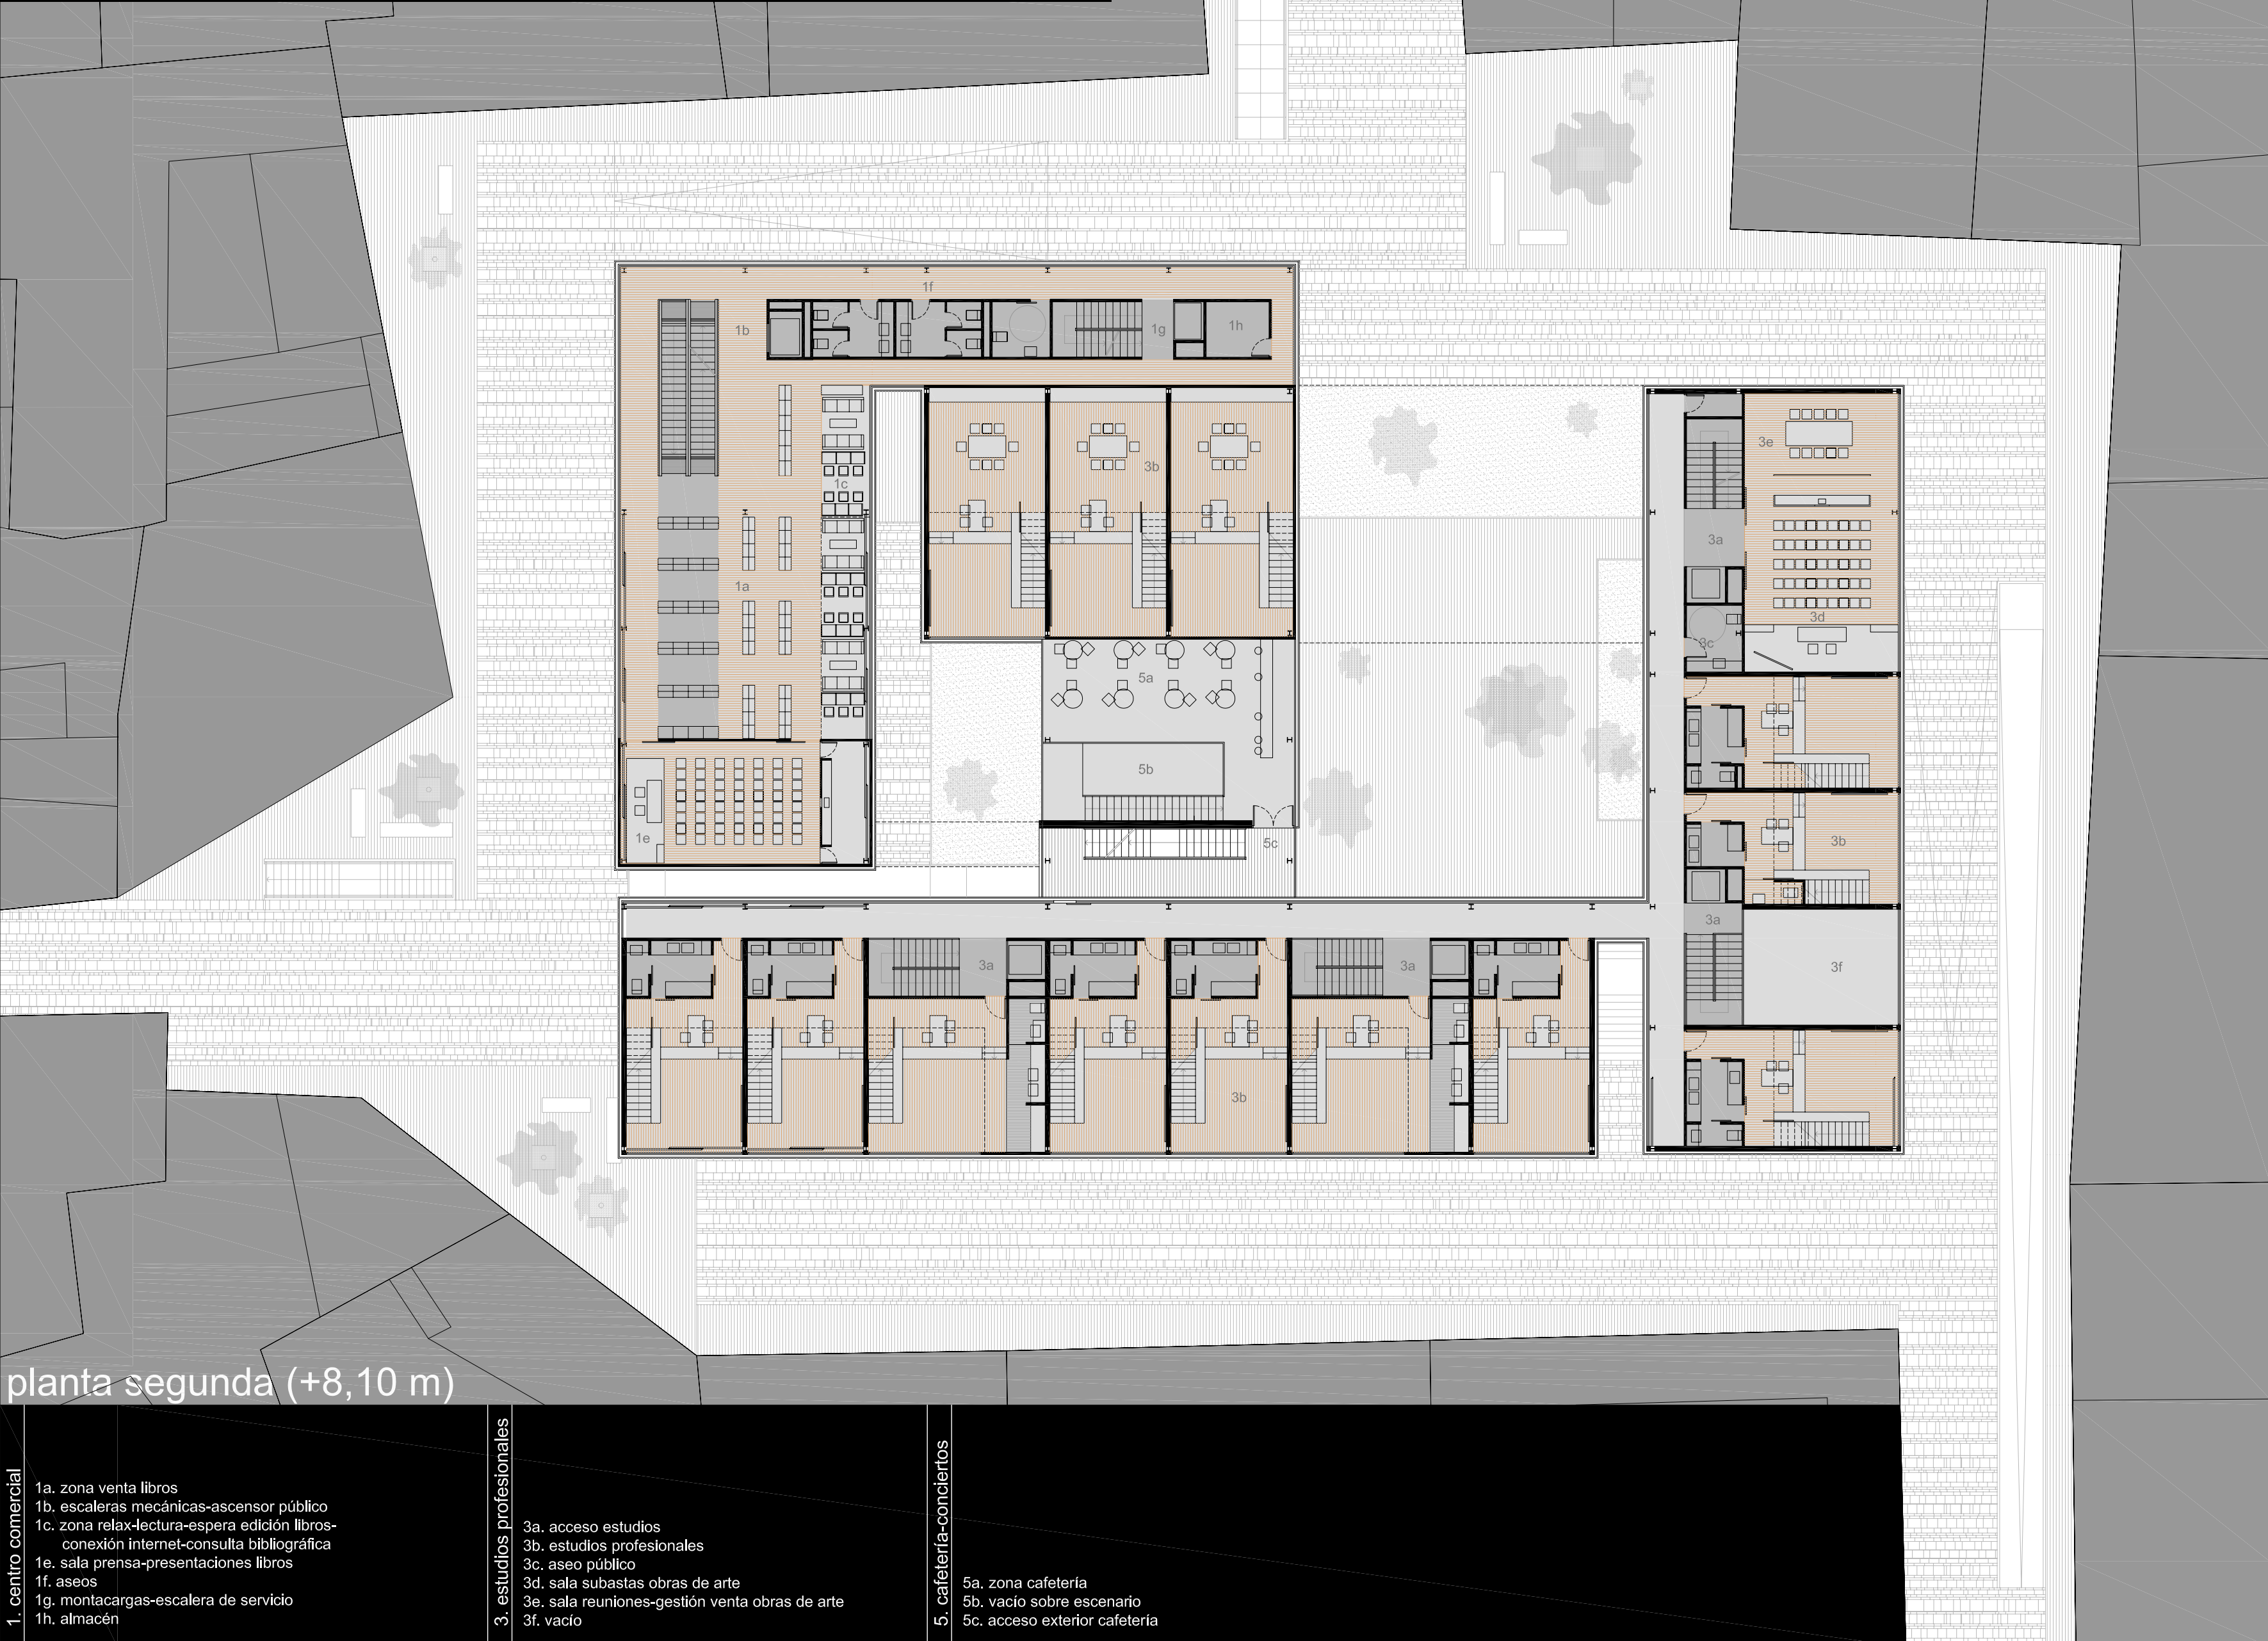 1f
1b
1g
1h
1c
3b
3e
1a
3a
3d
3c
5a
5b
1e
5c
3b
3a
3a
3a
3f
3b
planta segunda (+8,10 m)
1. centro comercial
1a. zona venta libros
1b. escaleras mecánicas-ascensor público
1c. zona relax-lectura-espera edición libros-
conexión internet-consulta bibliográfica
1e. sala prensa-presentaciones libros
1f. aseos
1g. montacargas-escalera de servicio
1h. almacén
3. estudios profesionales
3a. acceso estudios
3b. estudios profesionales
3c. aseo público
3d. sala subastas obras de arte
3e. sala reuniones-gestión venta obras de arte
3f. vacío
5. cafetería-conciertos
5a. zona cafetería
5b. vacío sobre escenario
5c. acceso exterior cafetería